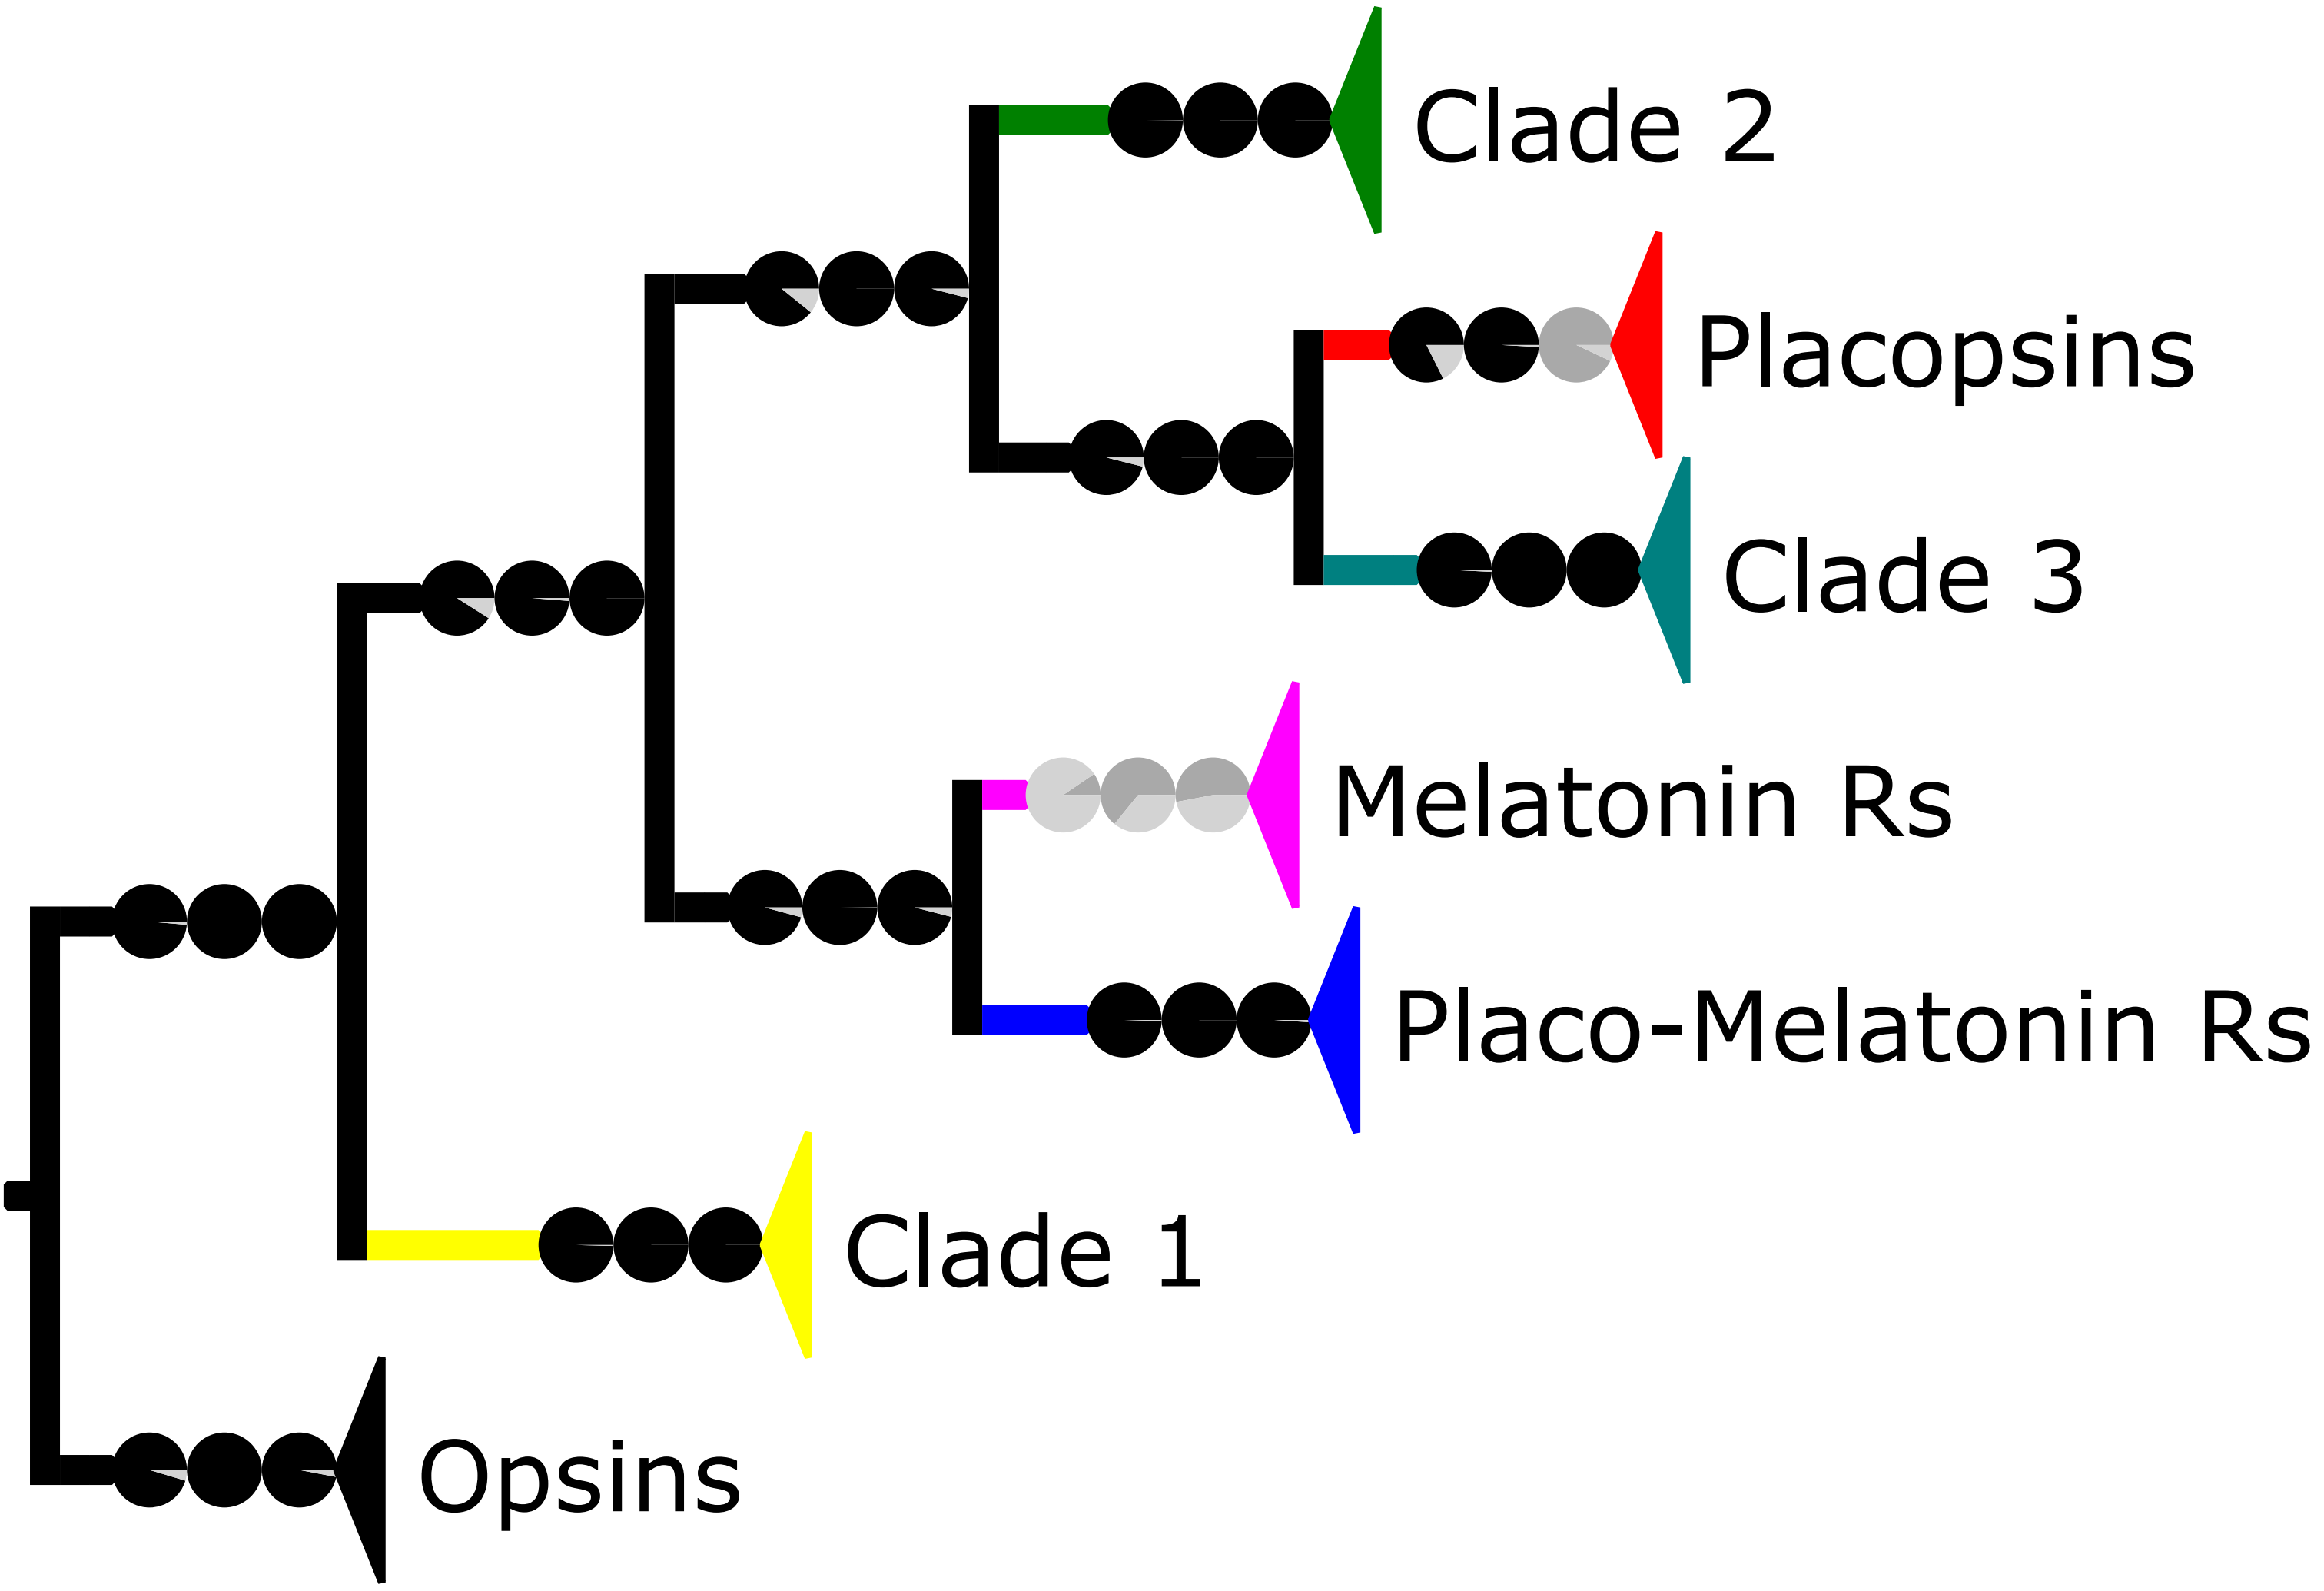 Clade 2
Placopsins
Clade 3
Melatonin Rs
Placo-Melatonin Rs
Clade 1
Opsins